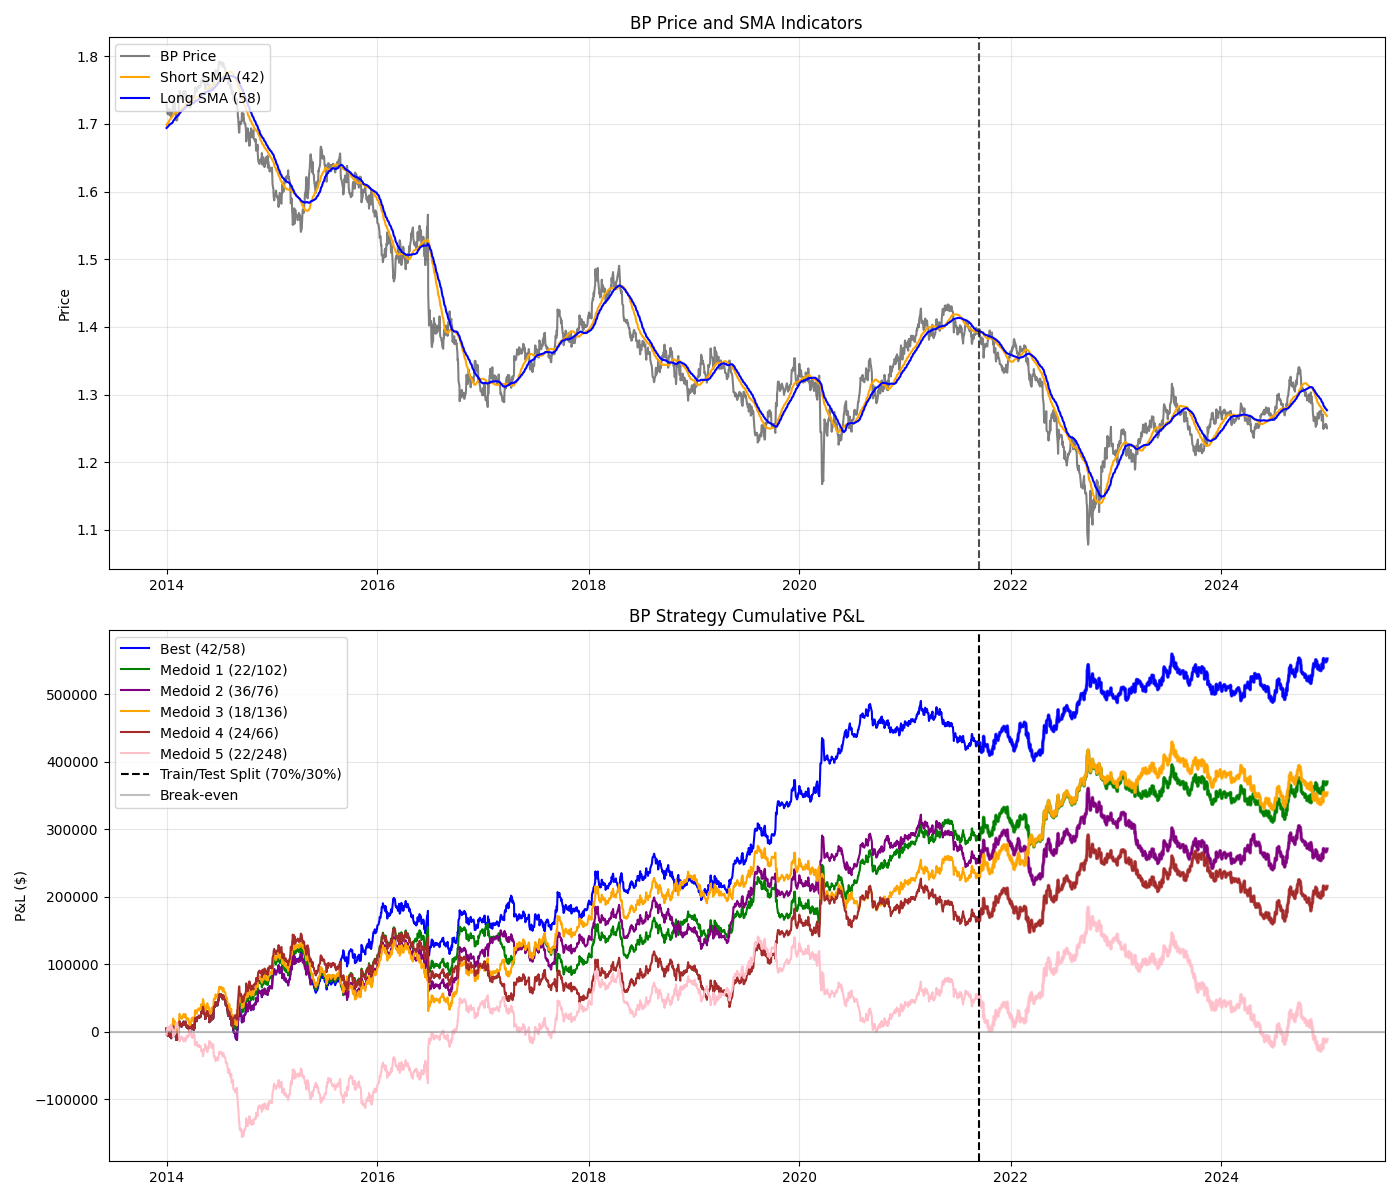 BP Price and SMA Indicators
BP Price
Short SMA (42)
Long SMA (58)
Price
1.8
1.7
1.6
1.5
1.4
1.3
1.2
1.1
2014 2016 2018 2020 2022 2024
BP Strategy Cumulative P&L
Best (42/58)
Medoid 1 (22/102)
Medoid 2 (36/76)
Medoid 3 (18/136)
Medoid 4 (24/66)
Medoid 5 (22/248)
Train/Test Split (70%/30%)
Break-even
P&L ($)
500000
400000
300000
200000
100000
0
−100000
2014 2016 2018 2020 2022 2024